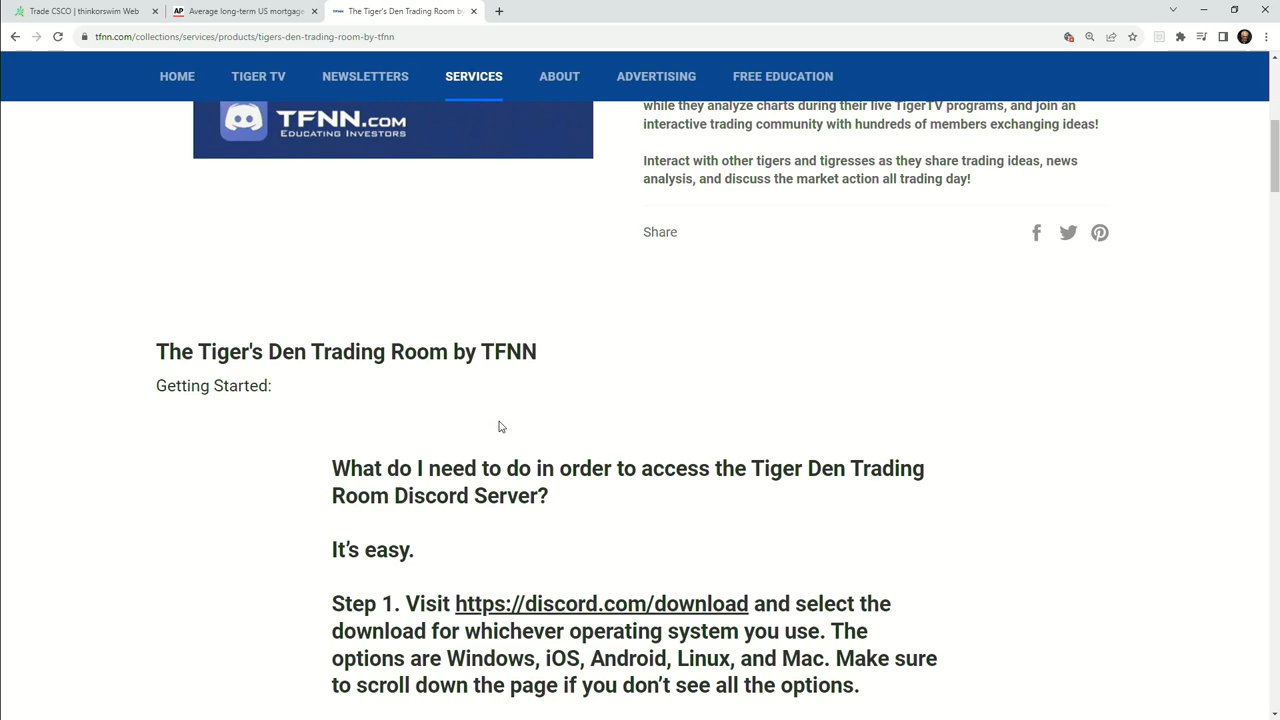 Trade CSCO | thinkorswim Web
Average long-term US mortgage
The Tiger's Den Trading Room by
tfnn.com/collections/services/products/tigers-den-trading-room-by-tfnn
HOME TIGER TV NEWSLETTERS SERVICES ABOUT ADVERTISING FREE EDUCATION
TFNN.COM
EDUCATING INVESTORS
while they analyze charts during their live TigerTV programs, and join an
interactive trading community with hundreds of members exchanging ideas!
Interact with other tigers and tigresses as they share trading ideas, news
analysis, and discuss the market action all trading day!
Share
The Tiger's Den Trading Room by TFNN
Getting Started:
What do I need to do in order to access the Tiger Den Trading
Room Discord Server?
It’s easy.
Step 1. Visit https://discord.com/download and select the
download for whichever operating system you use. The
options are Windows, iOS, Android, Linux, and Mac. Make sure
to scroll down the page if you don’t see all the options.